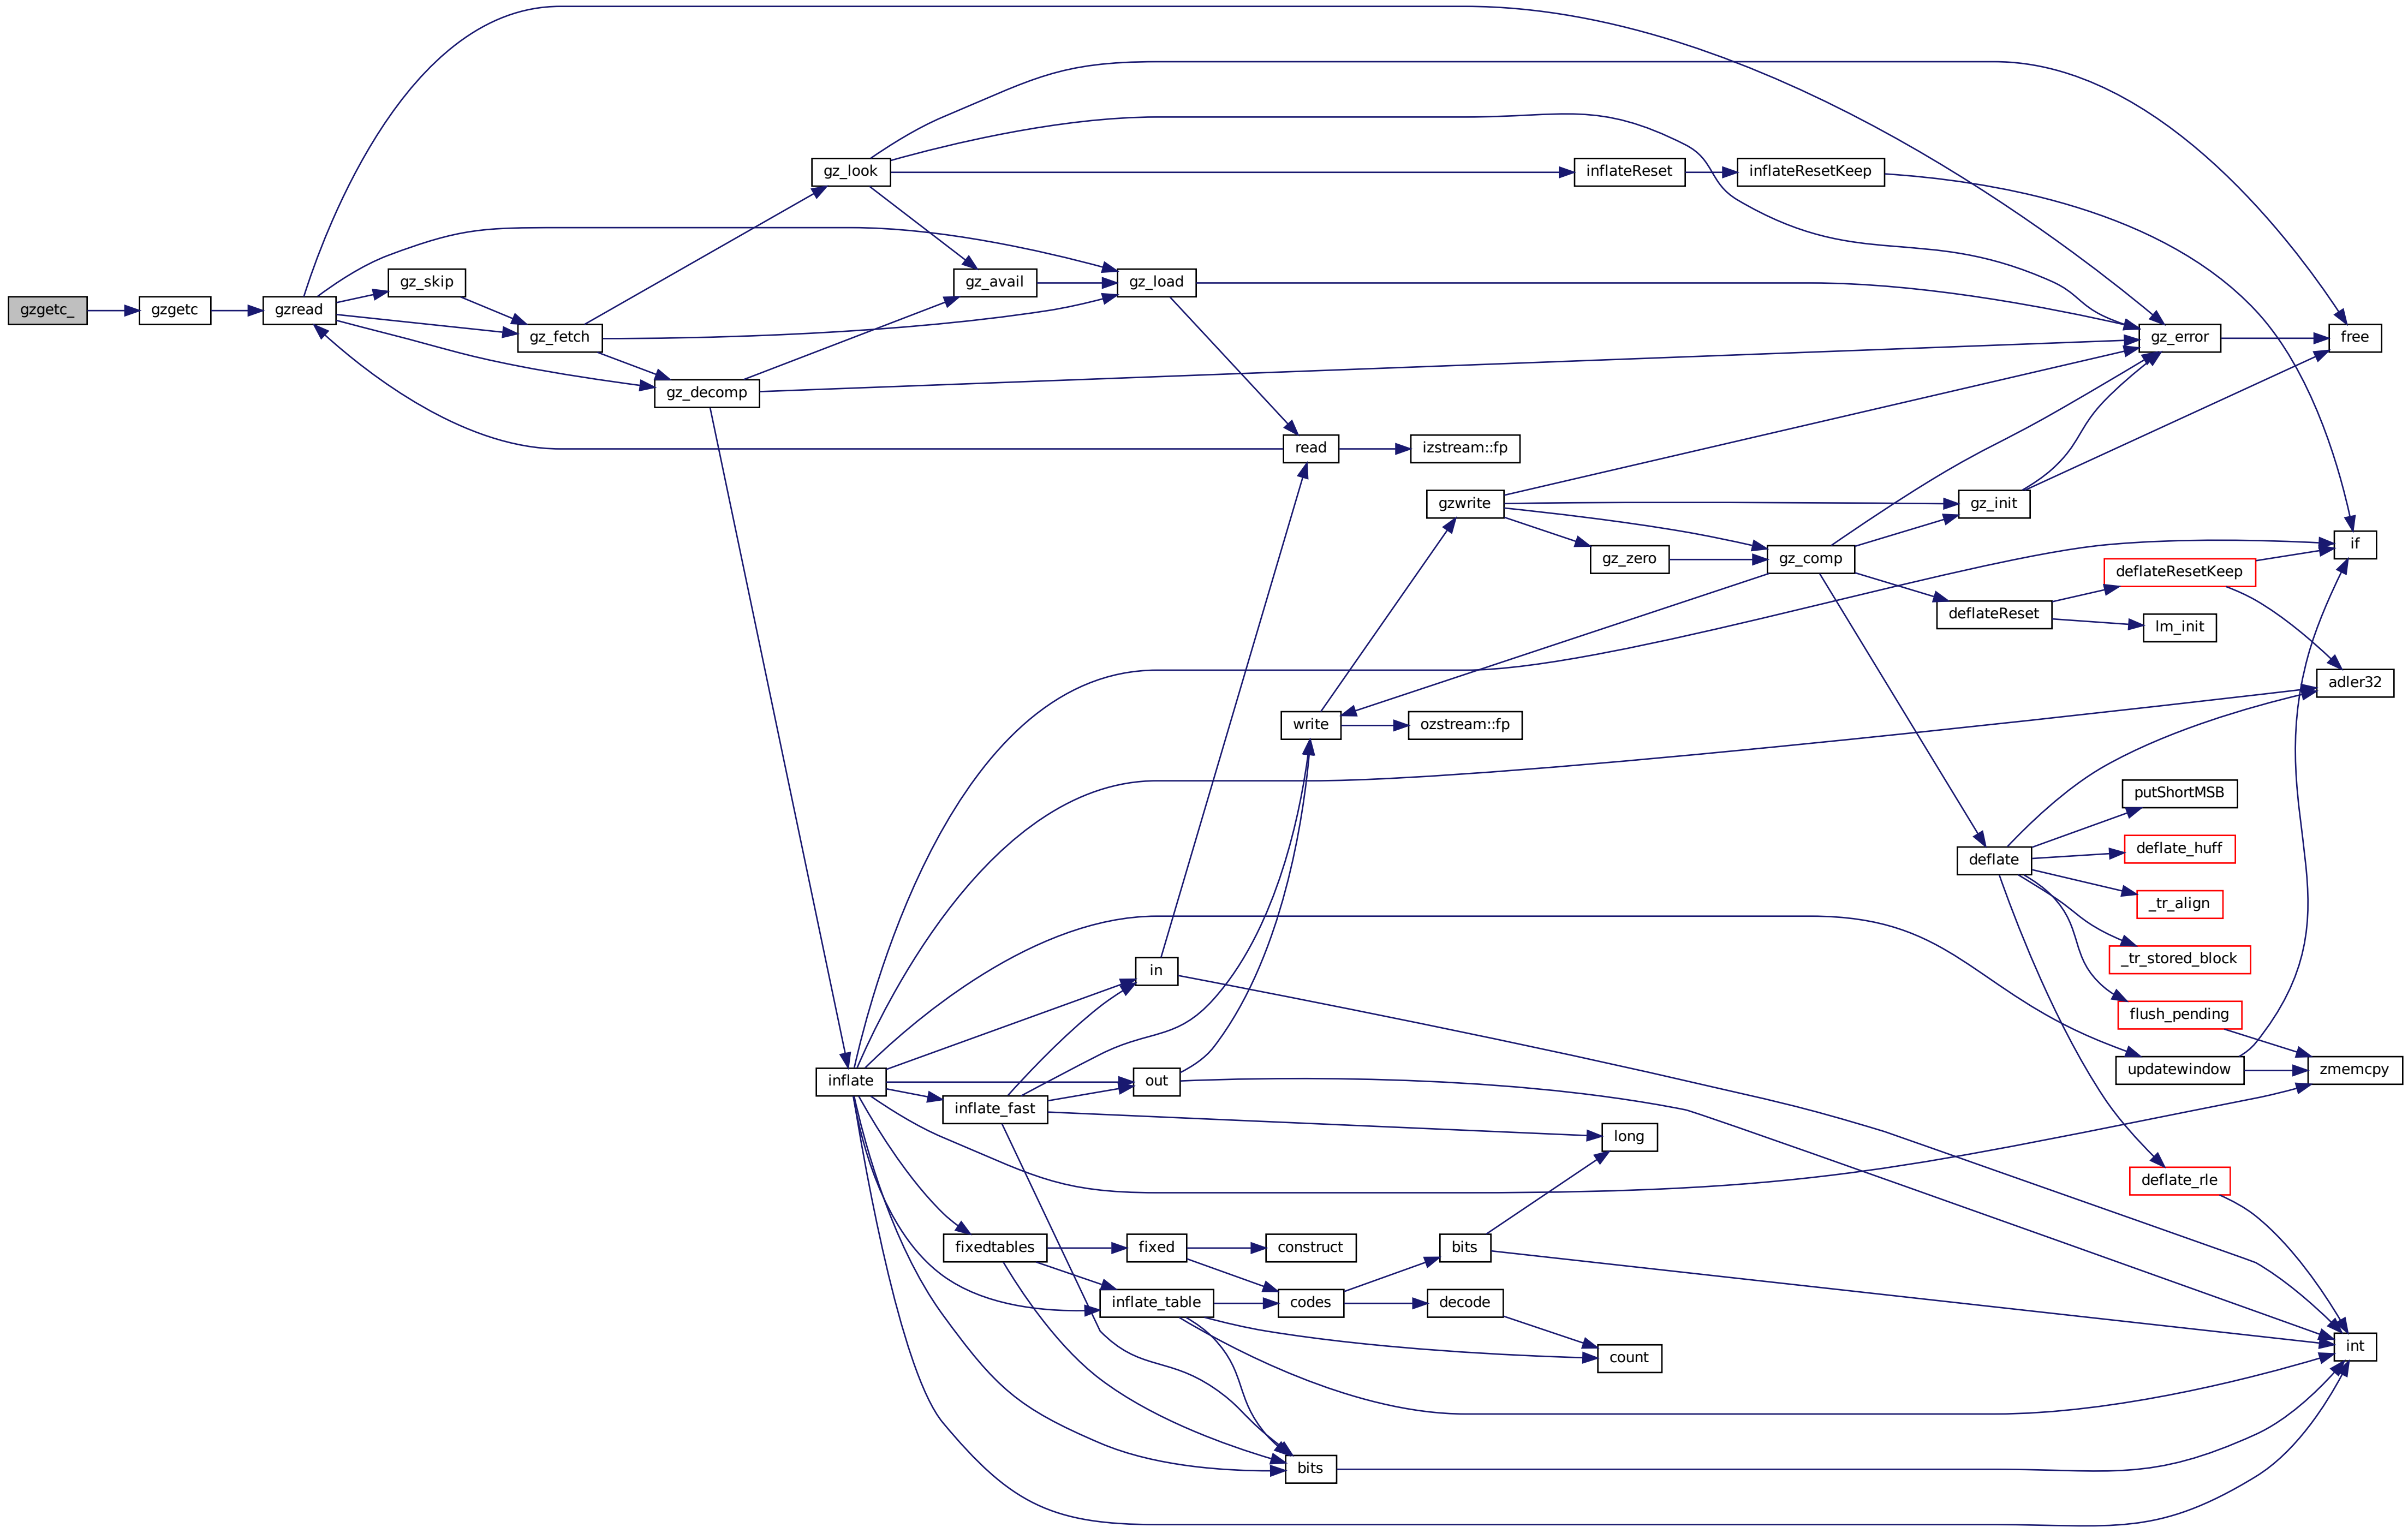 gz_look
inflateReset
inflateResetKeep
gz_skip
gz_avail
gz_load
gzgetc_
gzgetc
gzread
gz_fetch
gz_error
free
gz_decomp
read
izstream::fp
gzwrite
gz_init
gz_zero
gz_comp
if
deflateResetKeep
deflateReset
lm_init
adler32
write
ozstream::fp
putShortMSB
deflate
deflate_huff
_tr_align
_tr_stored_block
in
flush_pending
inflate
out
updatewindow
zmemcpy
inflate_fast
long
deflate_rle
fixedtables
fixed
construct
bits
inflate_table
codes
decode
int
count
bits